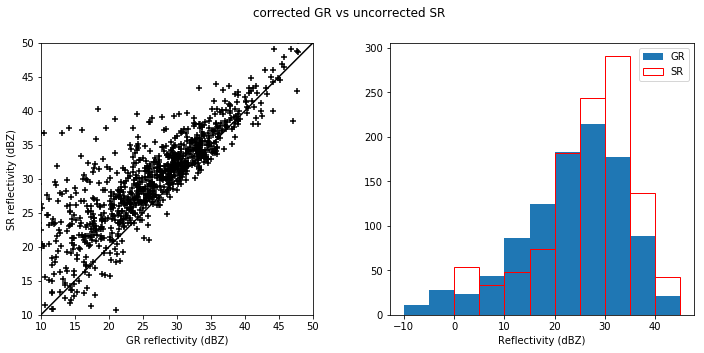 corrected GR vs uncorrected SR
50
45
40
35
30
25
20
15
10
SR reflectivity (dBZ)
10 15 20 25 30 35 40 45 50
GR reflectivity (dBZ)
300
250
200
150
100
50
0
−10 0 10 20 30 40
Reflectivity (dBZ)
GR
SR